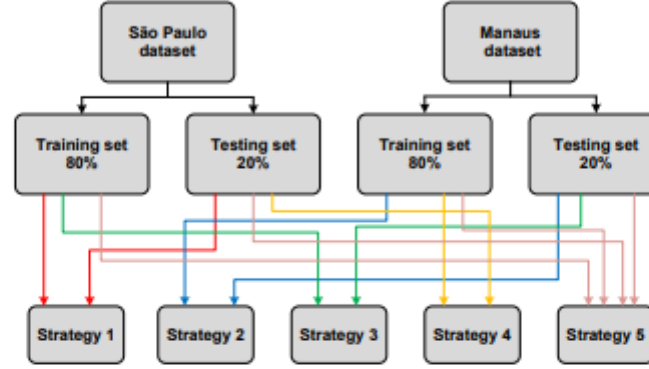 São Paulo
dataset
Manaus
dataset
Training set
80%
Testing set
20%
Training set
80%
Testing set
20%
Strategy 1
Strategy 2
Strategy 3
Strategy 4
Strategy 5